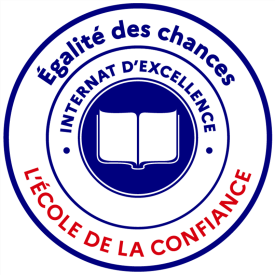 Égalité des chances
INTERNAT D'EXCELLENCE
L'ÉCOLE DE LA CONFIANCE